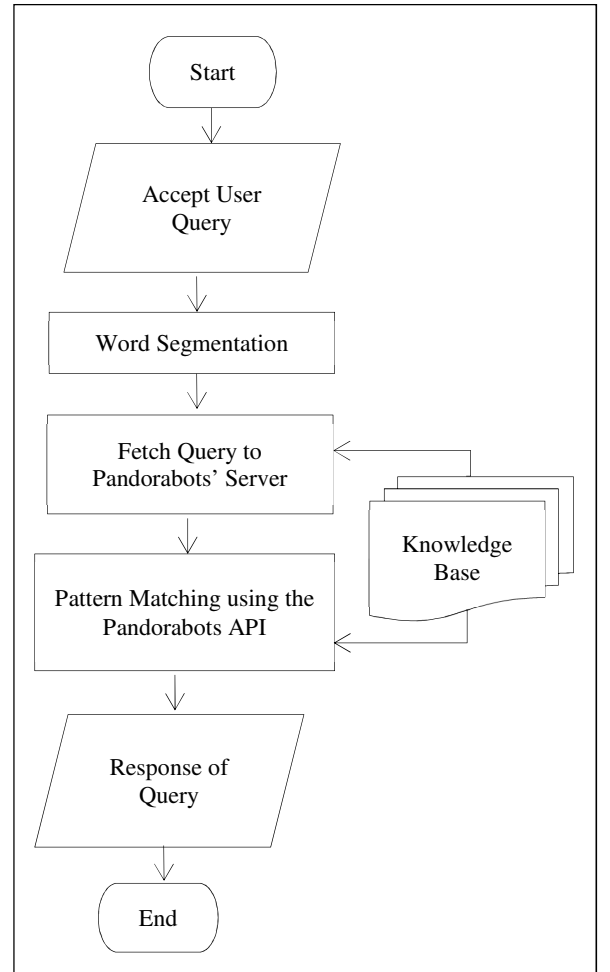 Start
Accept User
Query
Word Segmentation
Fetch Query to
Pandorabots’ Server
Knowledge
Base
Pattern Matching using the
Pandorabots API
Response of
Query
End